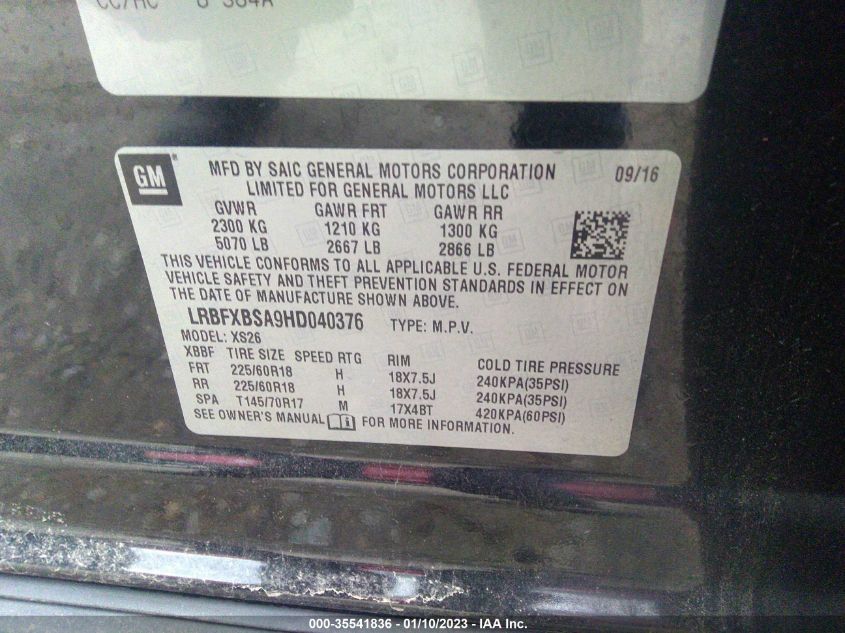 GM
MFD BY SAIC GENERAL MOTORS CORPORATION 09/16
LIMITED FOR GENERAL MOTORS LLC
GVWR GAWR FRT GAWR RR
2300 KG 1210 KG 1300 KG
5070 LB 2667 LB 2866 LB
THIS VEHICLE CONFORMS TO ALL APPLICABLE U.S. FEDERAL MOTOR
VEHICLE SAFETY AND THEFT PREVENTION STANDARDS IN EFFECT ON
THE DATE OF MANUFACTURE SHOWN ABOVE.
LRBFXBSA9HD040376 TYPE: M.P.V.
MODEL: XS26
XBBF TIRE SIZE SPEED RTG RIM COLD TIRE PRESSURE
FRT 225/60R18 H 18X7.5J 240KPA(35PSI)
RR 225/60R18 H 18X7.5J 240KPA(35PSI)
SPA T145/70R17 M 17X4BT 420KPA(60PSI)
SEE OWNER'S MANUAL FOR MORE INFORMATION.
000-35541836 - 01/10/2023 - IAA Inc.